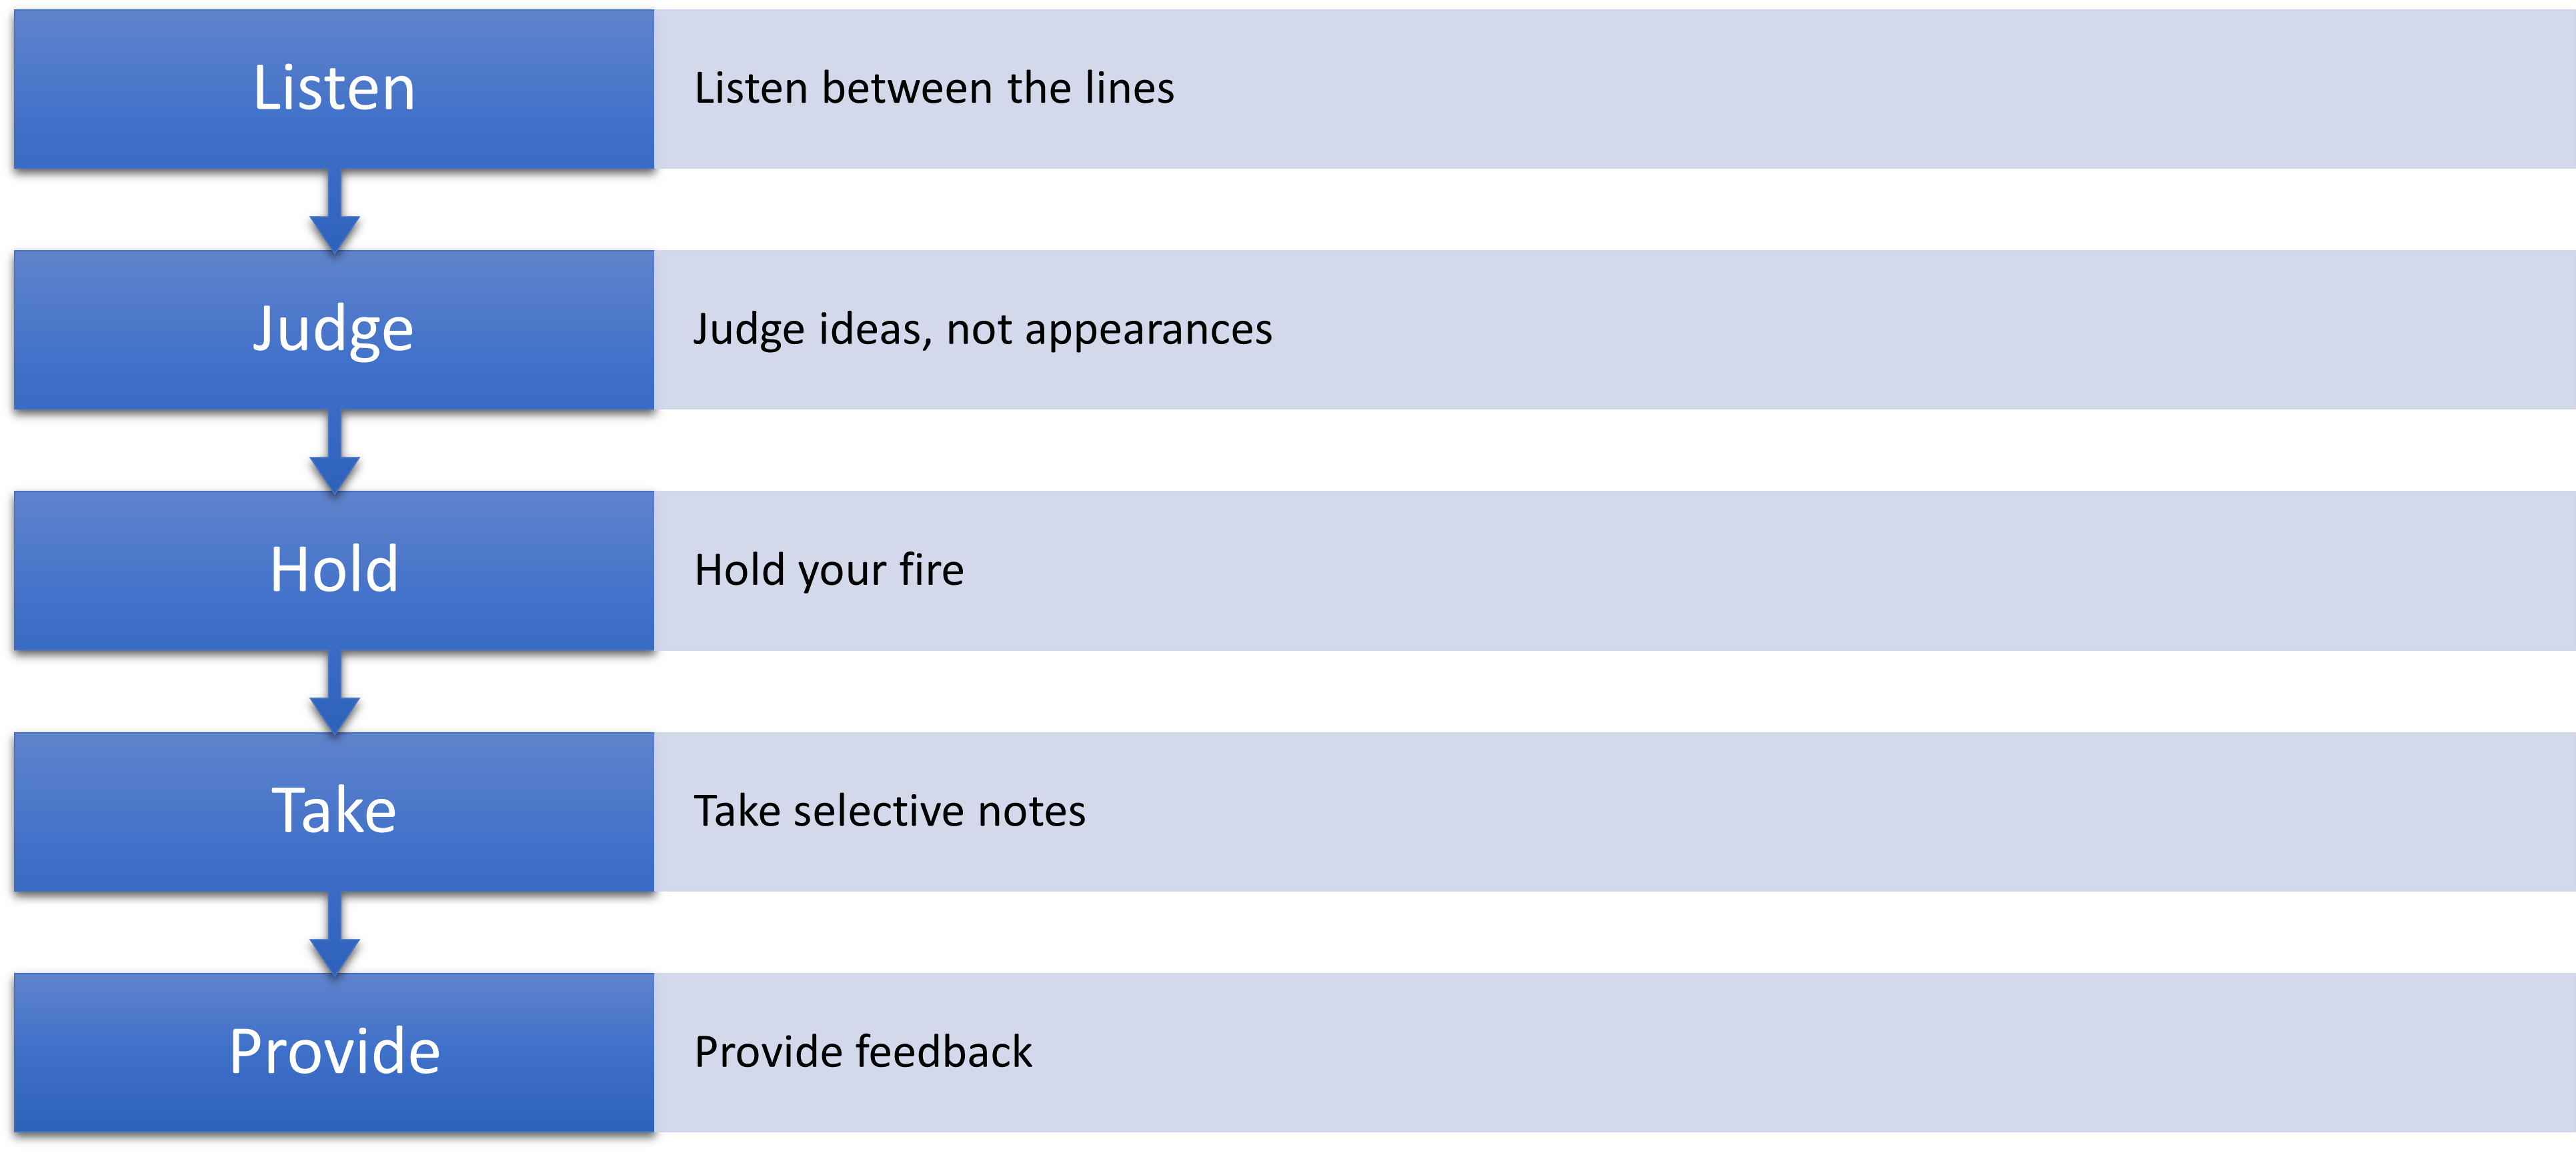 Listen
Listen between the lines
Judge
Judge ideas, not appearances
Hold
Hold your fire
Take
Take selective notes
Provide
Provide feedback